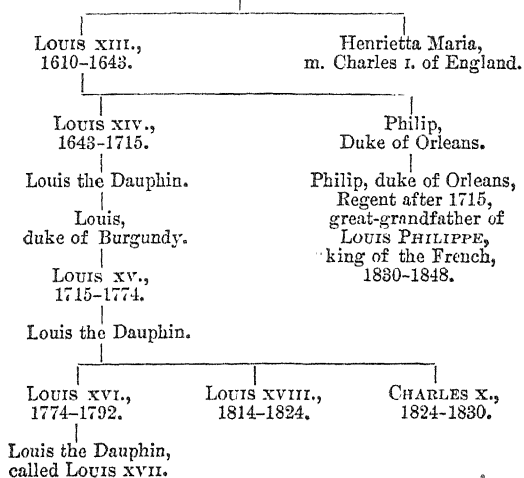 Louis XIII.,
1610-1643.
Henrietta Maria,
m. Charles I. of England.
Louis XIV.,
1643-1715.
Philip,
Duke of Orleans.
Louis the Dauphin.
Philip, duke of Orleans,
Regent after 1715,
great-grandfather of
LOUIS PHILIPPE,
king of the French,
1830-1848.
Louis,
duke of Burgundy.
Louis XV.,
1715-1774.
Louis the Dauphin.
Louis XVI.,
1774-1792.
Louis XVIII.,
1814-1824.
CHARLES X.,
1824-1830.
Louis the Dauphin,
called Louis XVII.